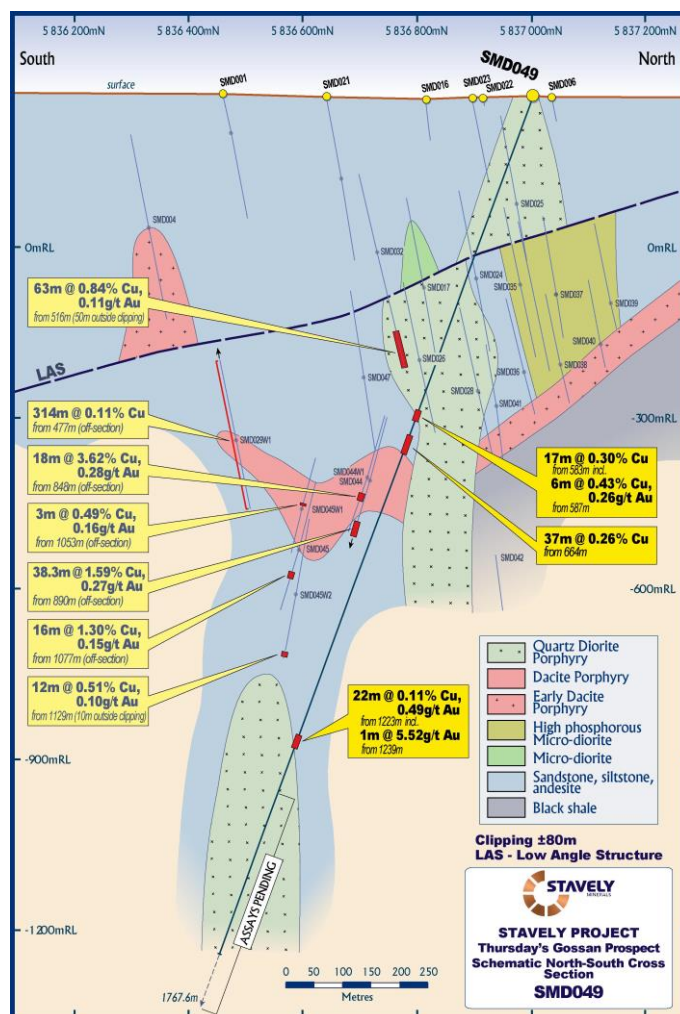 5 836 200mN
5 836 400mN
5 836 600mN
5 836 800mN
5 837 000mN
5 837 200mN
South
North
SMD049
surface
SMD001
SMD021
SMD016
SMD023
SMD022
SMD006
SMD004
SMD025
SMD032
0mRL
0mRL
SMD024
SMD017
SMD035
SMD037
SMD039
63m @ 0.84% Cu,
0.11g/t Au
from 516m (50m outside clipping)
LAS
SMD047
SMD026
SMD028
SMD036
SMD040
SMD038
SMD041
314m @ 0.11% Cu
from 477m (off-section)
-300mRL
-300mRL
SMD029W1
18m @ 3.62% Cu,
0.28g/t Au
from 848m (off-section)
SMD044W1
SMD044
17m @ 0.30% Cu
from 583m incl.
6m @ 0.43% Cu,
0.26g/t Au
from 587m
3m @ 0.49% Cu,
0.16g/t Au
from 1053m (off-section)
SMD045W1
37m @ 0.26% Cu
from 664m
38.3m @ 1.59% Cu,
0.27g/t Au
from 890m (off-section)
SMD045
SMD042
SMD045W2
-600mRL
-600mRL
16m @ 1.30% Cu,
0.15g/t Au
from 1077m (off-section)
12m @ 0.51% Cu,
0.10g/t Au
from 1129m (10m outside clipping)
22m @ 0.11% Cu,
0.49g/t Au
from 1223m incl.
1m @ 5.52g/t Au
from 1239m
Quartz Diorite
Porphyry
Dacite Porphyry
Early Dacite
Porphyry
High phosphorous
Micro-diorite
Micro-diorite
Sandstone, siltstone,
andesite
Black shale
-900mRL
Clipping ±80m
LAS - Low Angle Structure
ASSAYS PENDING
STAVELY
MINERALS
STAVELY PROJECT
Thursday's Gossan Prospect
Schematic North-South Cross
Section
SMD049
-1200mRL
1767.6m
0 50 100 150 200 250
Metres